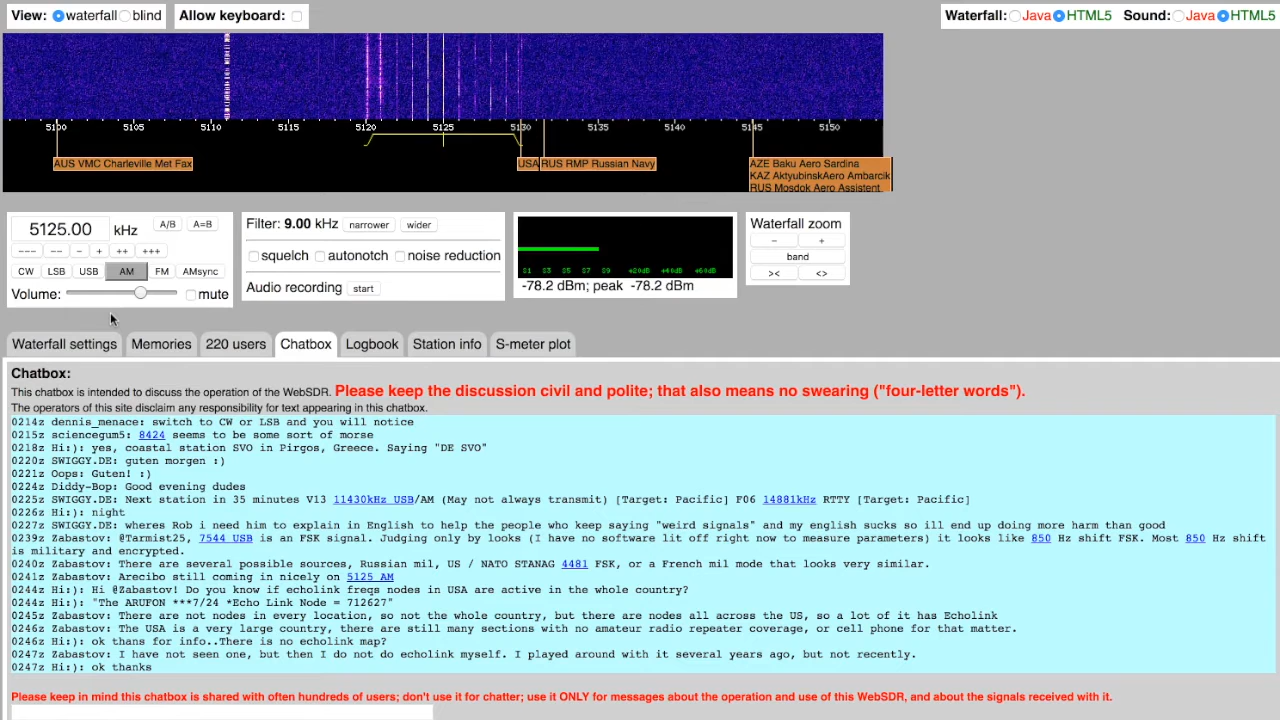 View: waterfall blind Allow keyboard: Waterfall: Java HTML5 Sound: Java HTML5
5100 5105 5110 5115 5120 5125 5130 5135 5140 5145 5150
AUS VMC Charleville Met Fax USA RUS RMP Russian Navy AZE Baku Aero Sardina
KAZ AktyubinskAero Ambarcik
RUS Mosdok Aero Assistent
5125.00 kHz A/B A=B
--- -- - + ++ +++
CW LSB USB AM FM AMsync
Volume: mute
Filter: 9.00 kHz narrower wider
squelch autonotch noise reduction
Audio recording start
S1 S3 S5 S7 S9 +20dB +40dB +60dB
-78.2 dBm; peak -78.2 dBm
Waterfall zoom
- +
band
>< <>
Waterfall settings Memories 220 users Chatbox Logbook Station info S-meter plot
Chatbox:
This chatbox is intended to discuss the operation of the WebSDR. Please keep the discussion civil and polite; that also means no swearing ("four-letter words").
The operators of this site disclaim any responsibility for text appearing in this chatbox.
0214z dennis_menace: switch to CW or LSB and you will notice
0215z sciencegum5: 8424 seems to be some sort of morse
0218z Hi:): yes, coastal station SVO in Pirgos, Greece. Saying "DE SVO"
0220z SWIGGY.DE: guten morgen :)
0221z Oops: Guten! :)
0224z Diddy-Bop: Good evening dudes
0225z SWIGGY.DE: Next station in 35 minutes V13 11430kHz USB/AM (May not always transmit) [Target: Pacific] F06 14881kHz RTTY [Target: Pacific]
0226z Hi:): night
0227z SWIGGY.DE: wheres Rob i need him to explain in English to help the people who keep saying "weird signals" and my english sucks so ill end up doing more harm than good
0239z Zabastov: @Tarmist25, 7544 USB is an FSK signal. Judging only by looks (I have no software lit off right now to measure parameters) it looks like 850 Hz shift FSK. Most 850 Hz shift
is military and encrypted.
0240z Zabastov: There are several possible sources, Russian mil, US / NATO STANAG 4481 FSK, or a French mil mode that looks very similar.
0241z Zabastov: Arecibo still coming in nicely on 5125 AM
0244z Hi:): Hi @Zabastov! Do you know if echolink freqs nodes in USA are active in the whole country?
0244z Hi:): "The ARUFON ***7/24 *Echo Link Node = 712627"
0245z Zabastov: There are not nodes in every location, so not the whole country, but there are nodes all across the US, so a lot of it has Echolink
0246z Zabastov: The USA is a very large country, there are still many sections with no amateur radio repeater coverage, or cell phone for that matter.
0246z Hi:): ok thans for info..There is no echolink map?
0247z Zabastov: I have not seen one, but then I do not do echolink myself. I played around with it several years ago, but not recently.
0247z Hi:): ok thanks
Please keep in mind this chatbox is shared with often hundreds of users; don't use it for chatter; use it ONLY for messages about the operation and use of this WebSDR, and about the signals received with it.